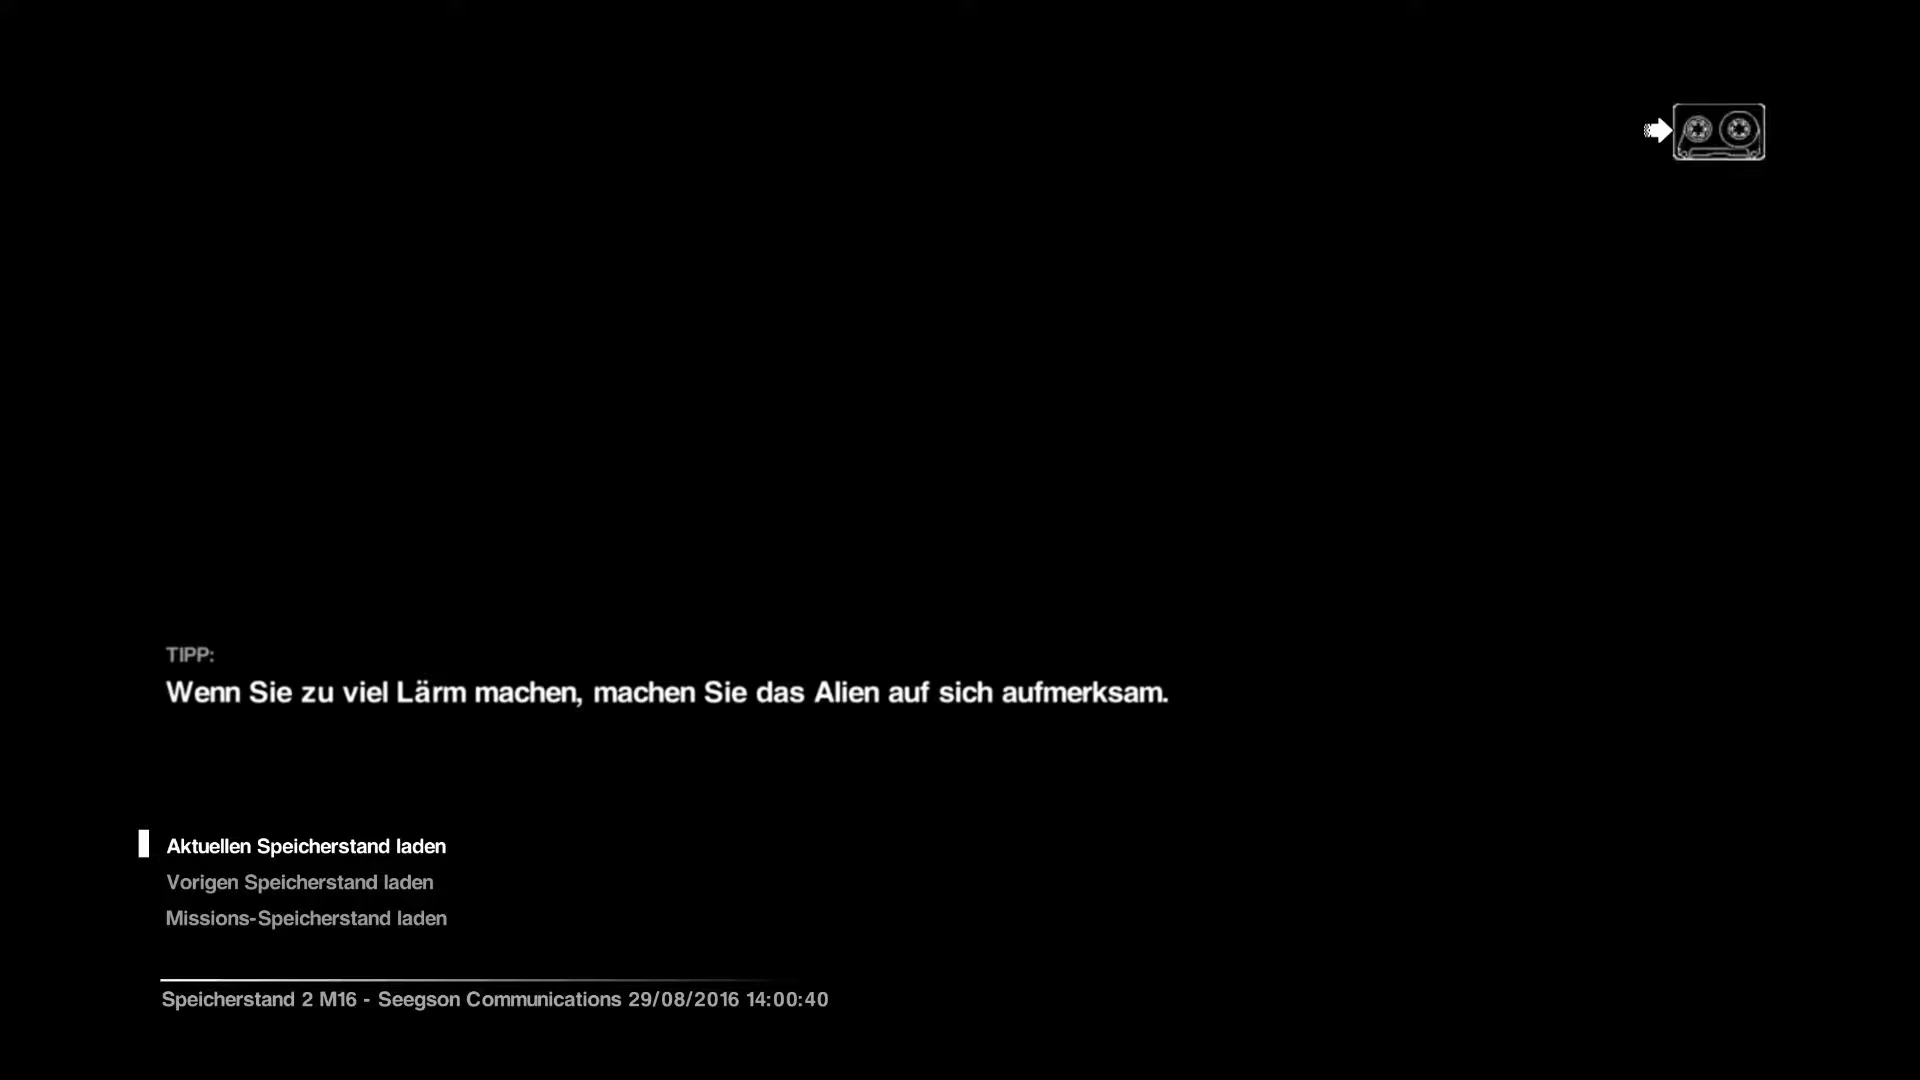 TIPP:
Wenn Sie zu viel Lärm machen, machen Sie das Alien auf sich aufmerksam.
Aktuellen Speicherstand laden
Vorigen Speicherstand laden
Missions-Speicherstand laden
Speicherstand 2 M16 - Seegson Communications 29/08/2016 14:00:40